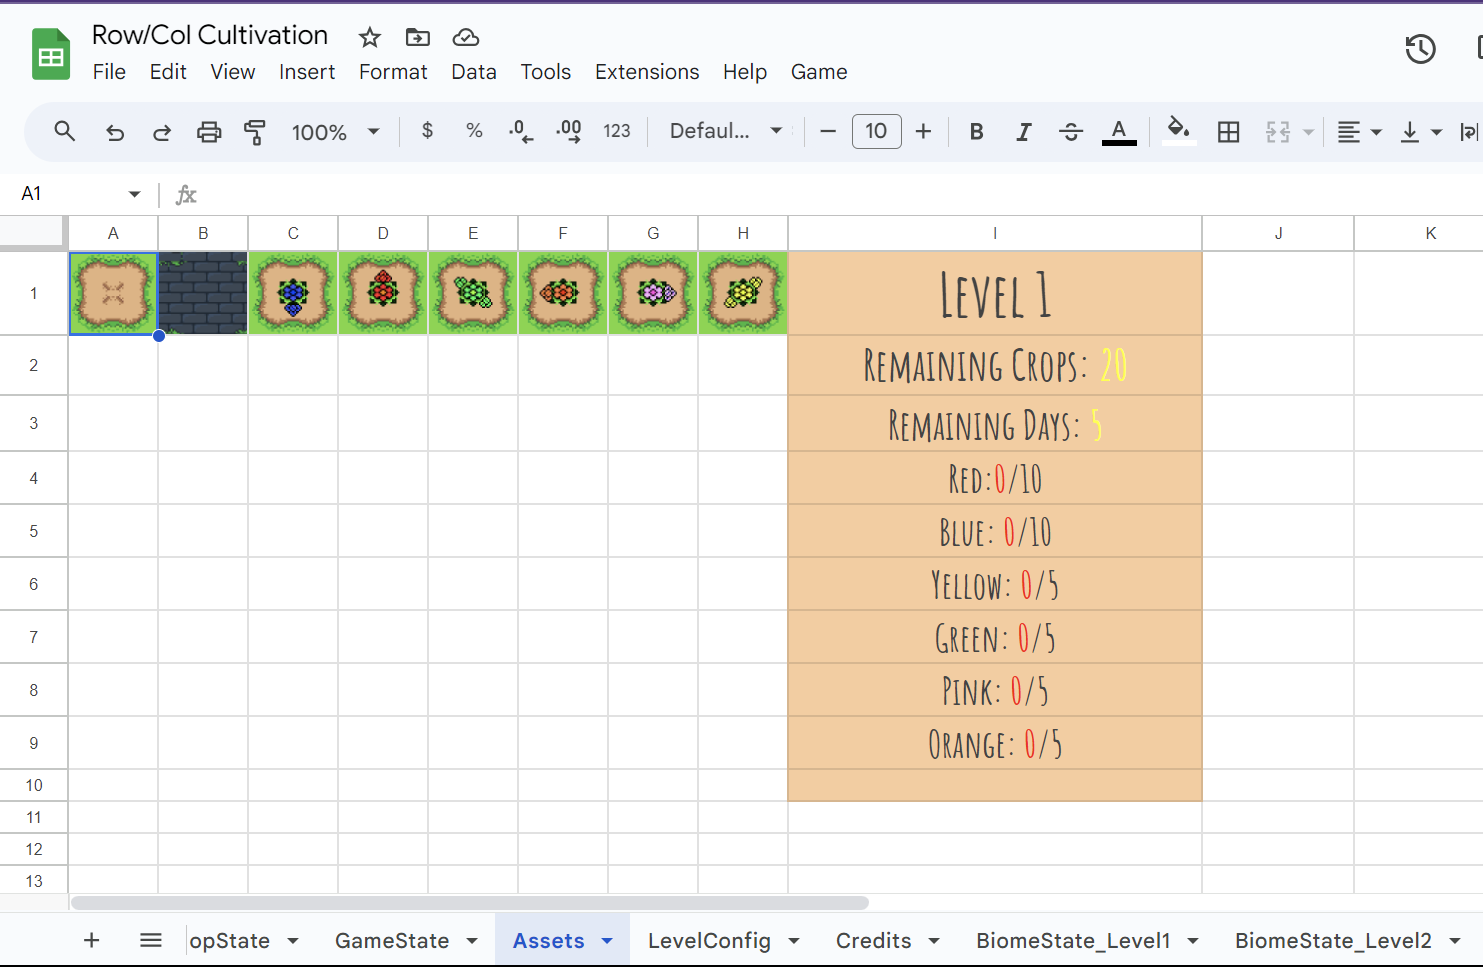 Row/Col Cultivation
File Edit View Insert Format Data Tools Extensions Help Game
100% $ % .0 .00 123 Defaul... 10 B I S A
A1 fx
A B C D E F G H I J K
1 Level 1
2 Remaining Crops: 20
3 Remaining Days: 5
4 Red:0/10
5 Blue: 0/10
6 Yellow: 0/5
7 Green: 0/5
8 Pink: 0/5
9 Orange: 0/5
10
11
12
13
opState GameState Assets LevelConfig Credits BiomeState_Level1 BiomeState_Level2